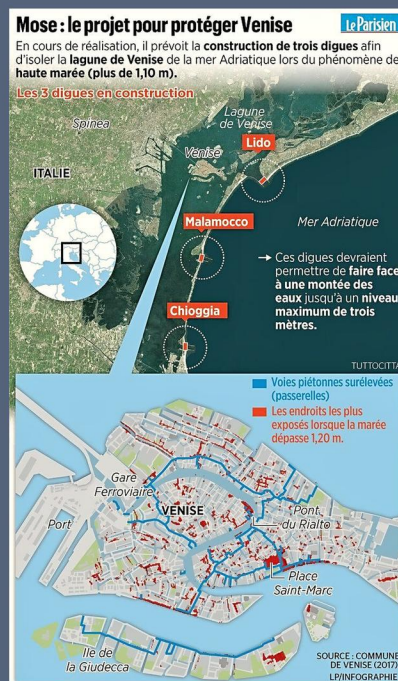 Mose : le projet pour protéger Venise
Le Parisien
En cours de réalisation, il prévoit la construction de trois digues afin
d'isoler la lagune de Venise de la mer Adriatique lors du phénomène de
haute marée (plus de 1,10 m).
Les 3 digues en construction
Spinea
Lagune
de Venise
Venise
Lido
ITALIE
Malamocco
Mer Adriatique
→ Ces digues devraient
permettre de faire face
à une montée des
eaux jusqu'à un niveau
maximum de trois
mètres.
Chioggia
TUTTOCITTA
Voies piétonnes surélevées
(passerelles)
Les endroits les plus
exposés lorsque la marée
dépasse 1,20 m.
Gare
Ferroviaire
Port
VENISE
Pont
du Rialto
Place
Saint-Marc
Ile de
la Giudecca
SOURCE : COMMUNE
DE VENISE (2017)
LP/INFOGRAPHIE